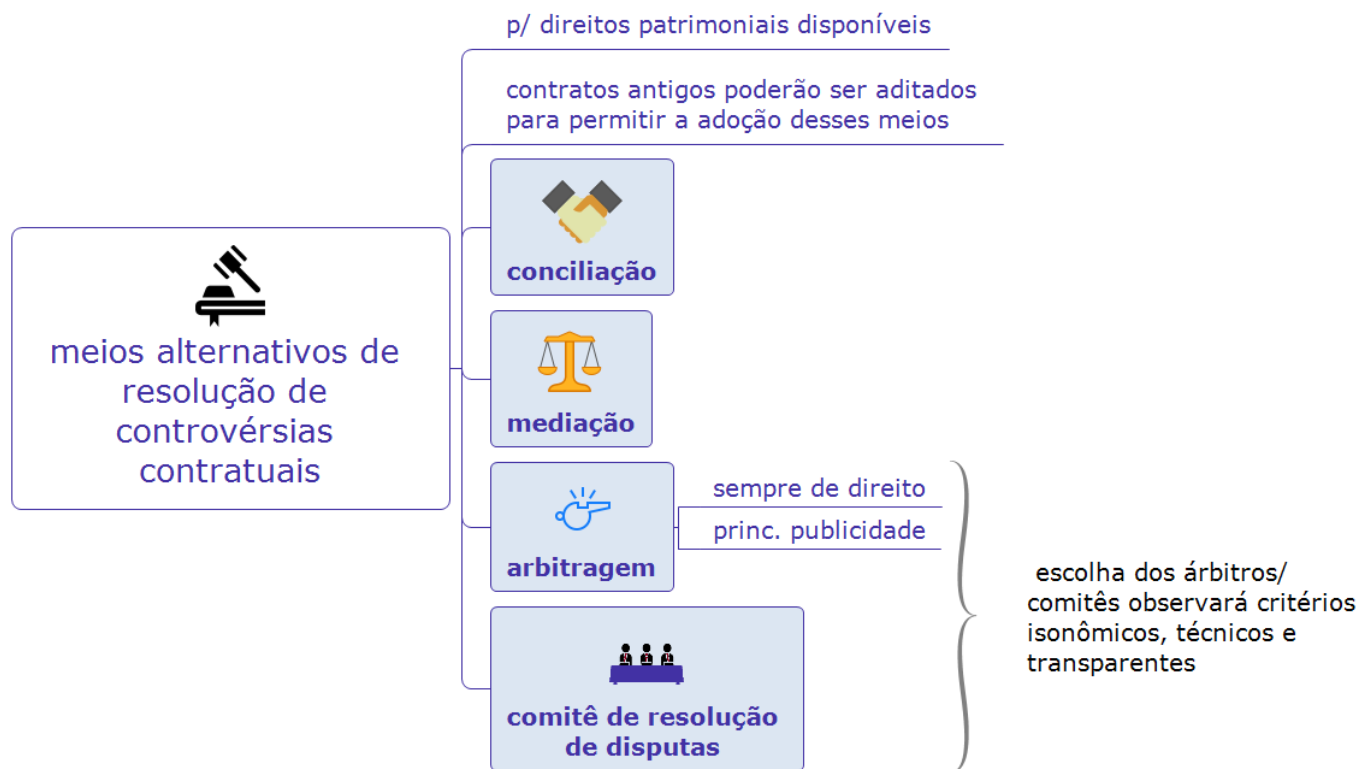 p/ direitos patrimoniais disponíveis
contratos antigos poderão ser aditados
para permitir a adoção desses meios
conciliação
meios alternativos de
resolução de
controvérsias
contratuais
mediação
arbitragem
sempre de direito
princ. publicidade
escolha dos árbitros/
comitês observará critérios
isonômicos, técnicos e
transparentes
comitê de resolução
de disputas